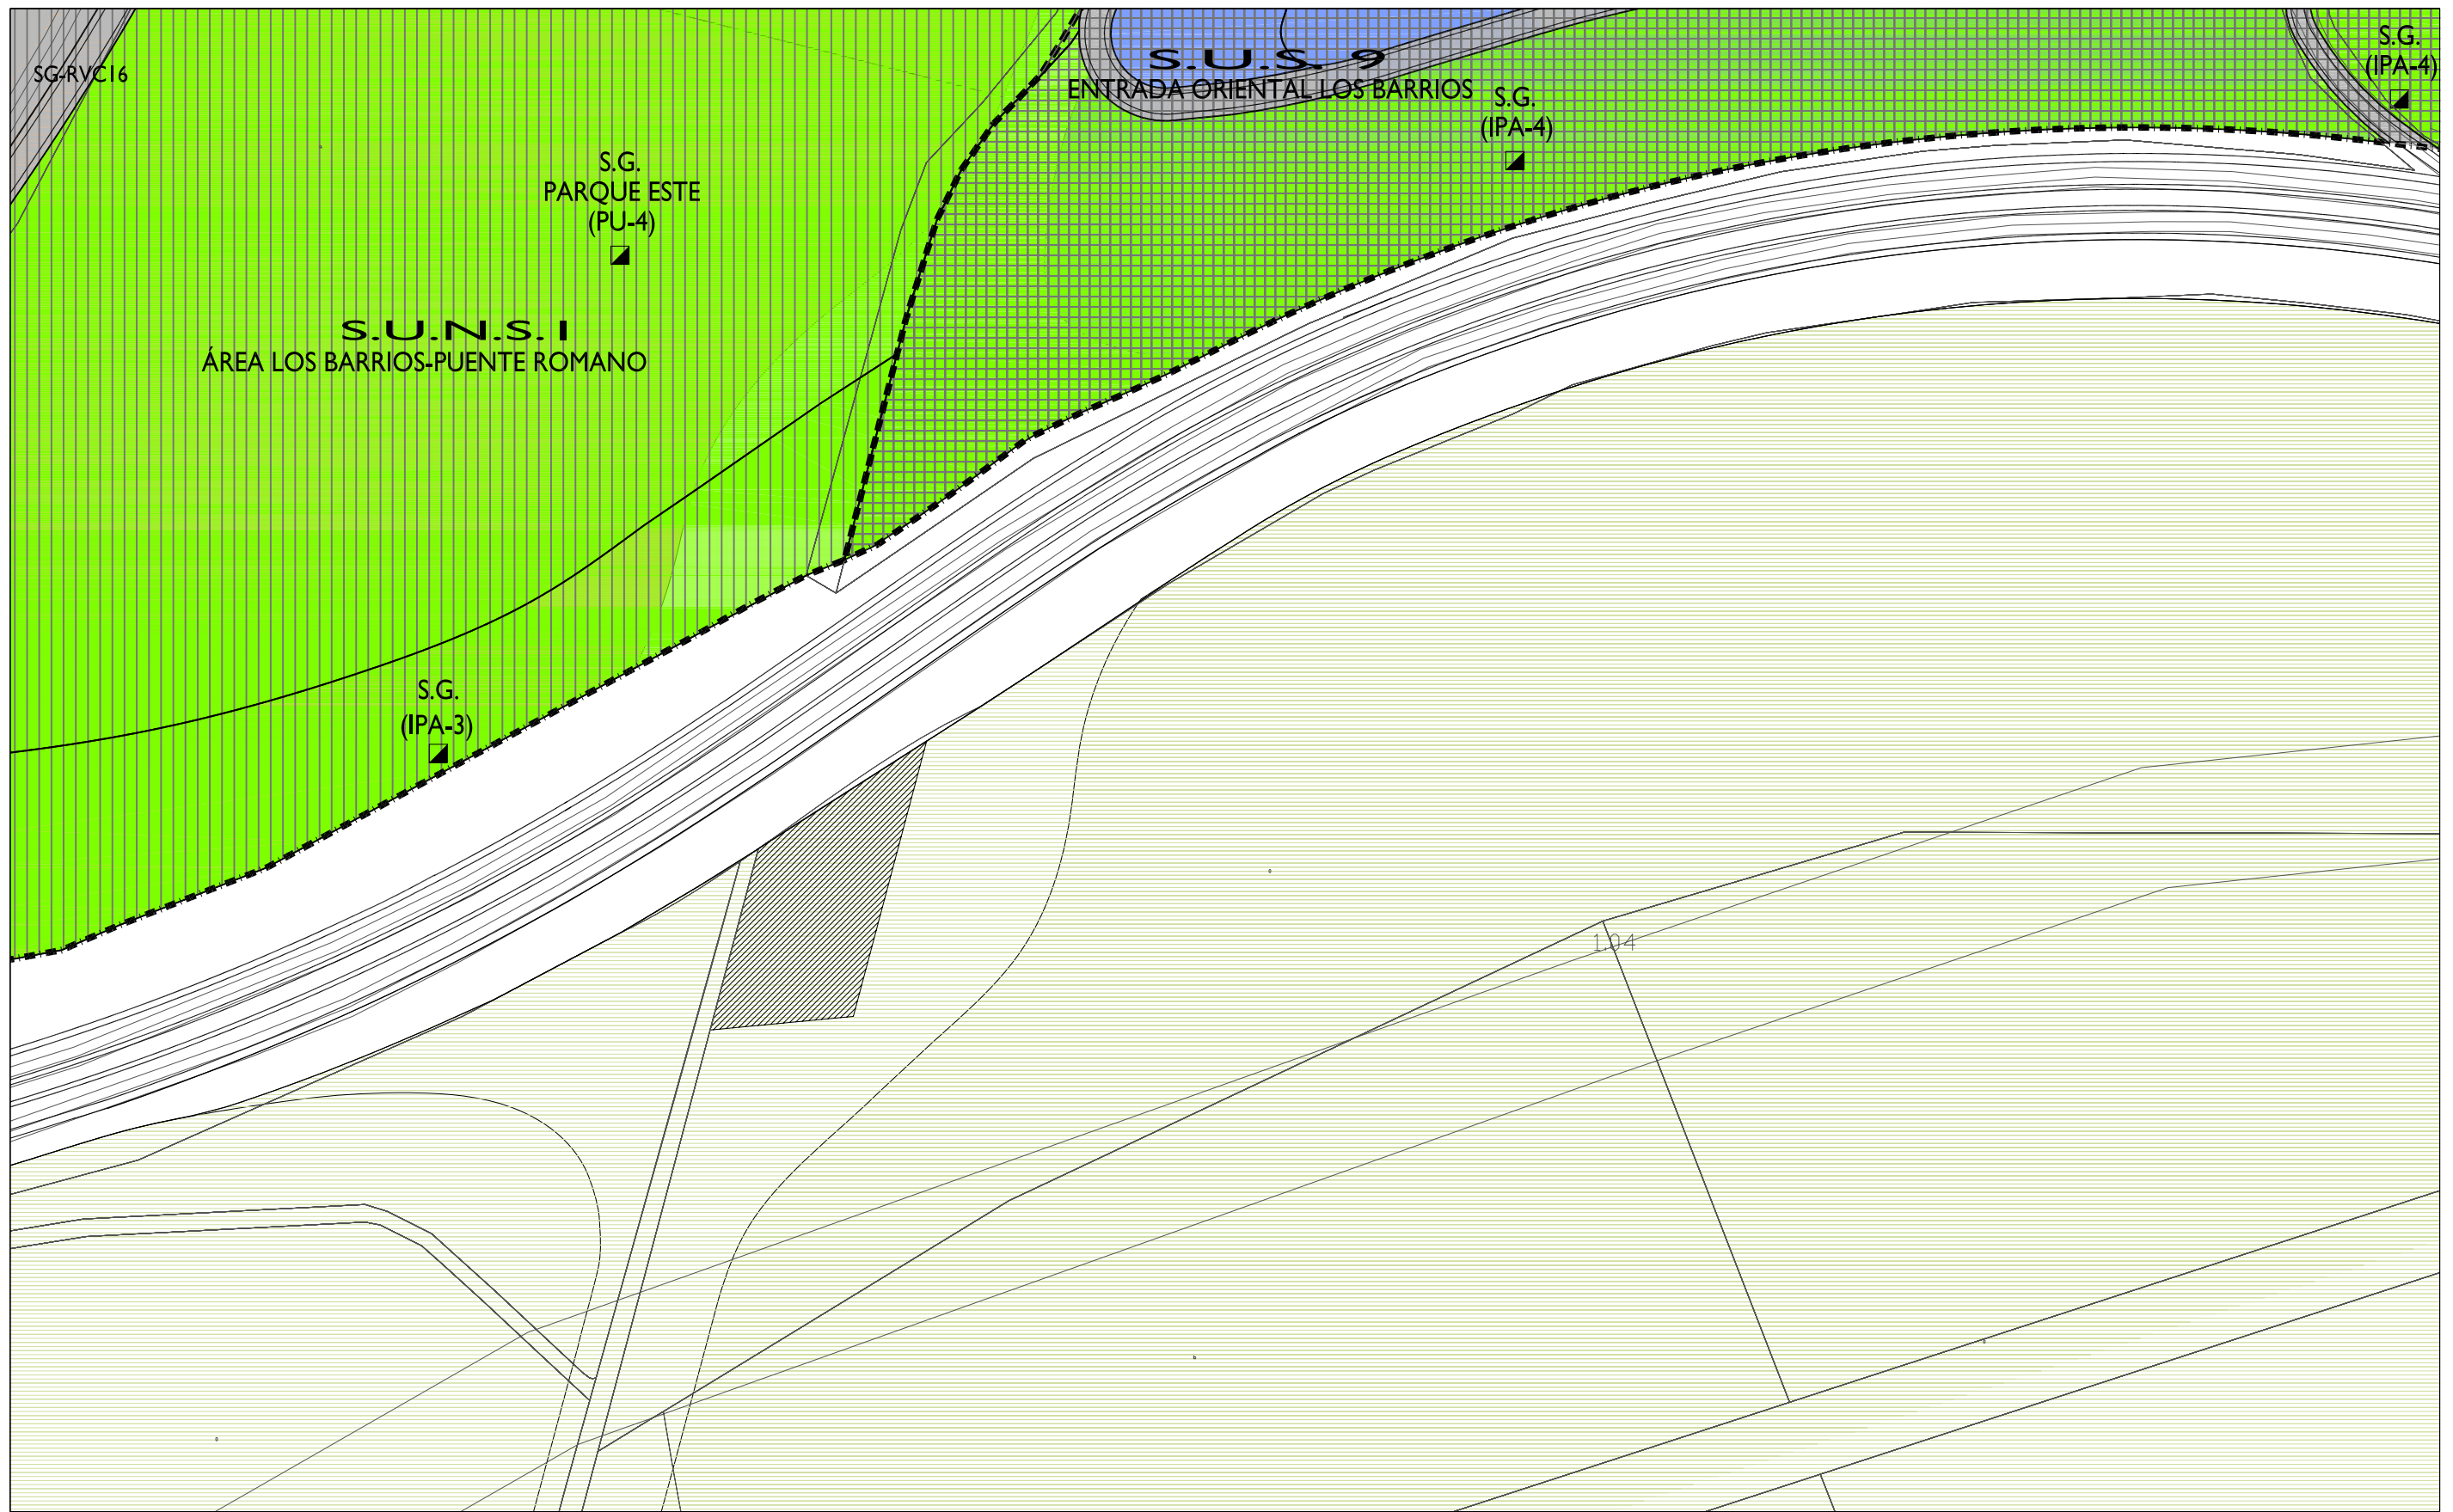 SG-RVC16
S.U.S. 9
ENTRADA ORIENTAL LOS BARRIOS
S.G.
(IPA-4)
S.G.
(IPA-4)
S.G.
PARQUE ESTE
(PU-4)
S.U.N.S. 1
ÁREA LOS BARRIOS-PUENTE ROMANO
S.G.
(IPA-3)
1.04